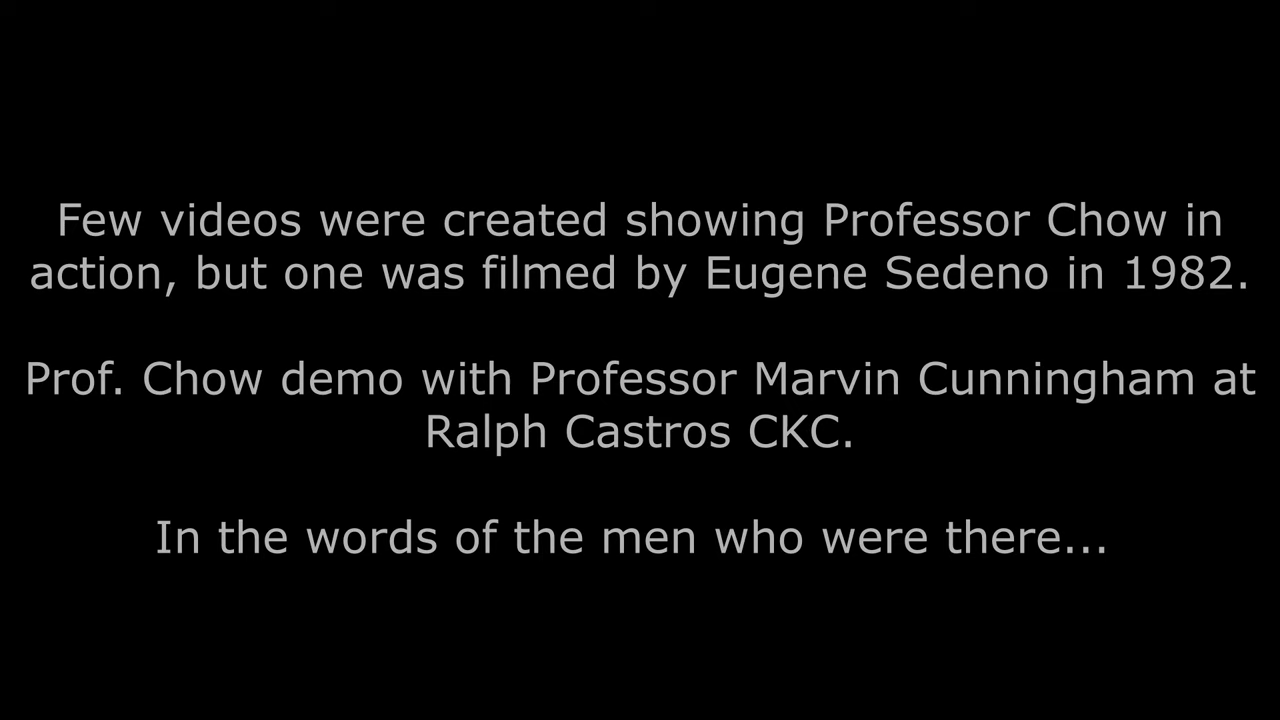 Few videos were created showing Professor Chow in
action, but one was filmed by Eugene Sedeno in 1982.
Prof. Chow demo with Professor Marvin Cunningham at
Ralph Castros CKC.
In the words of the men who were there...